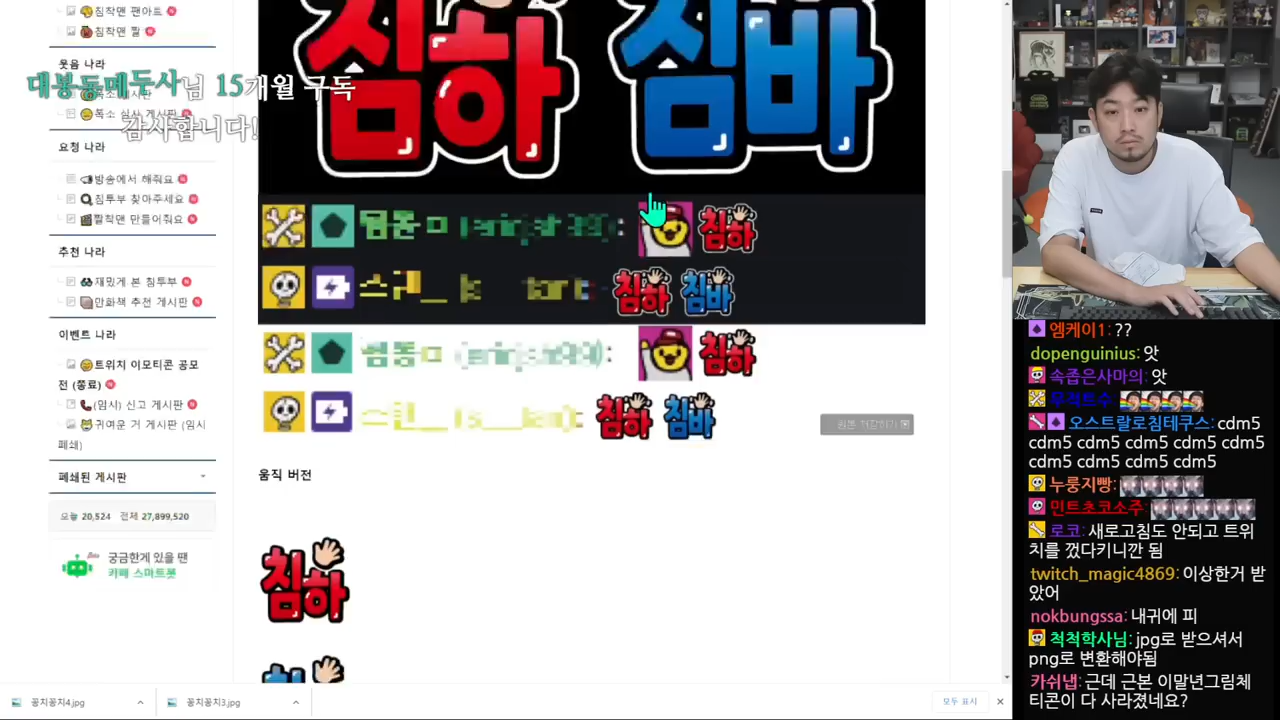 침착맨 팬아트
침착맨 짤
웃음 나라
대봉등메두사님 15개월 구독
감사합니다!
요청 나라
방송에서 해줘요
침투부 찾아주세요
짤착맨 만들어줘요
추천 나라
재밌게 본 침투부
만화책 추천 게시판
이벤트 나라
트위치 이모티콘 공모
전 (종료)
(임시) 신고 게시판
귀여운 거 게시판 (임시
폐쇄)
폐쇄된 게시판
오늘 20,524 전체 27,899,520
궁금한게 있을 땐
카페 스마트봇
침하 침바
침하
침하 침바
침하
침하 침바
움직 버전
침하
꽁치꽁치4.jpg
꽁치꽁치3.jpg
모두 표시
엠케이1: ??
dopenguinius: 앗
속좁은사마의: 앗
무적트수:
오스트랄로침테쿠스: cdm5
cdm5 cdm5 cdm5 cdm5 cdm5
cdm5 cdm5 cdm5 cdm5
누룽지빵:
민트초코소주:
로코: 새로고침도 안되고 트위
치를 껐다키니깐 됨
twitch_magic4869: 이상한거 받
았어
nokbungssa: 내귀에 피
척척학사님: jpg로 받으셔서
png로 변환해야됨
카쉬냅: 근데 근본 이말년그림체
티콘이 다 사라졌네요?